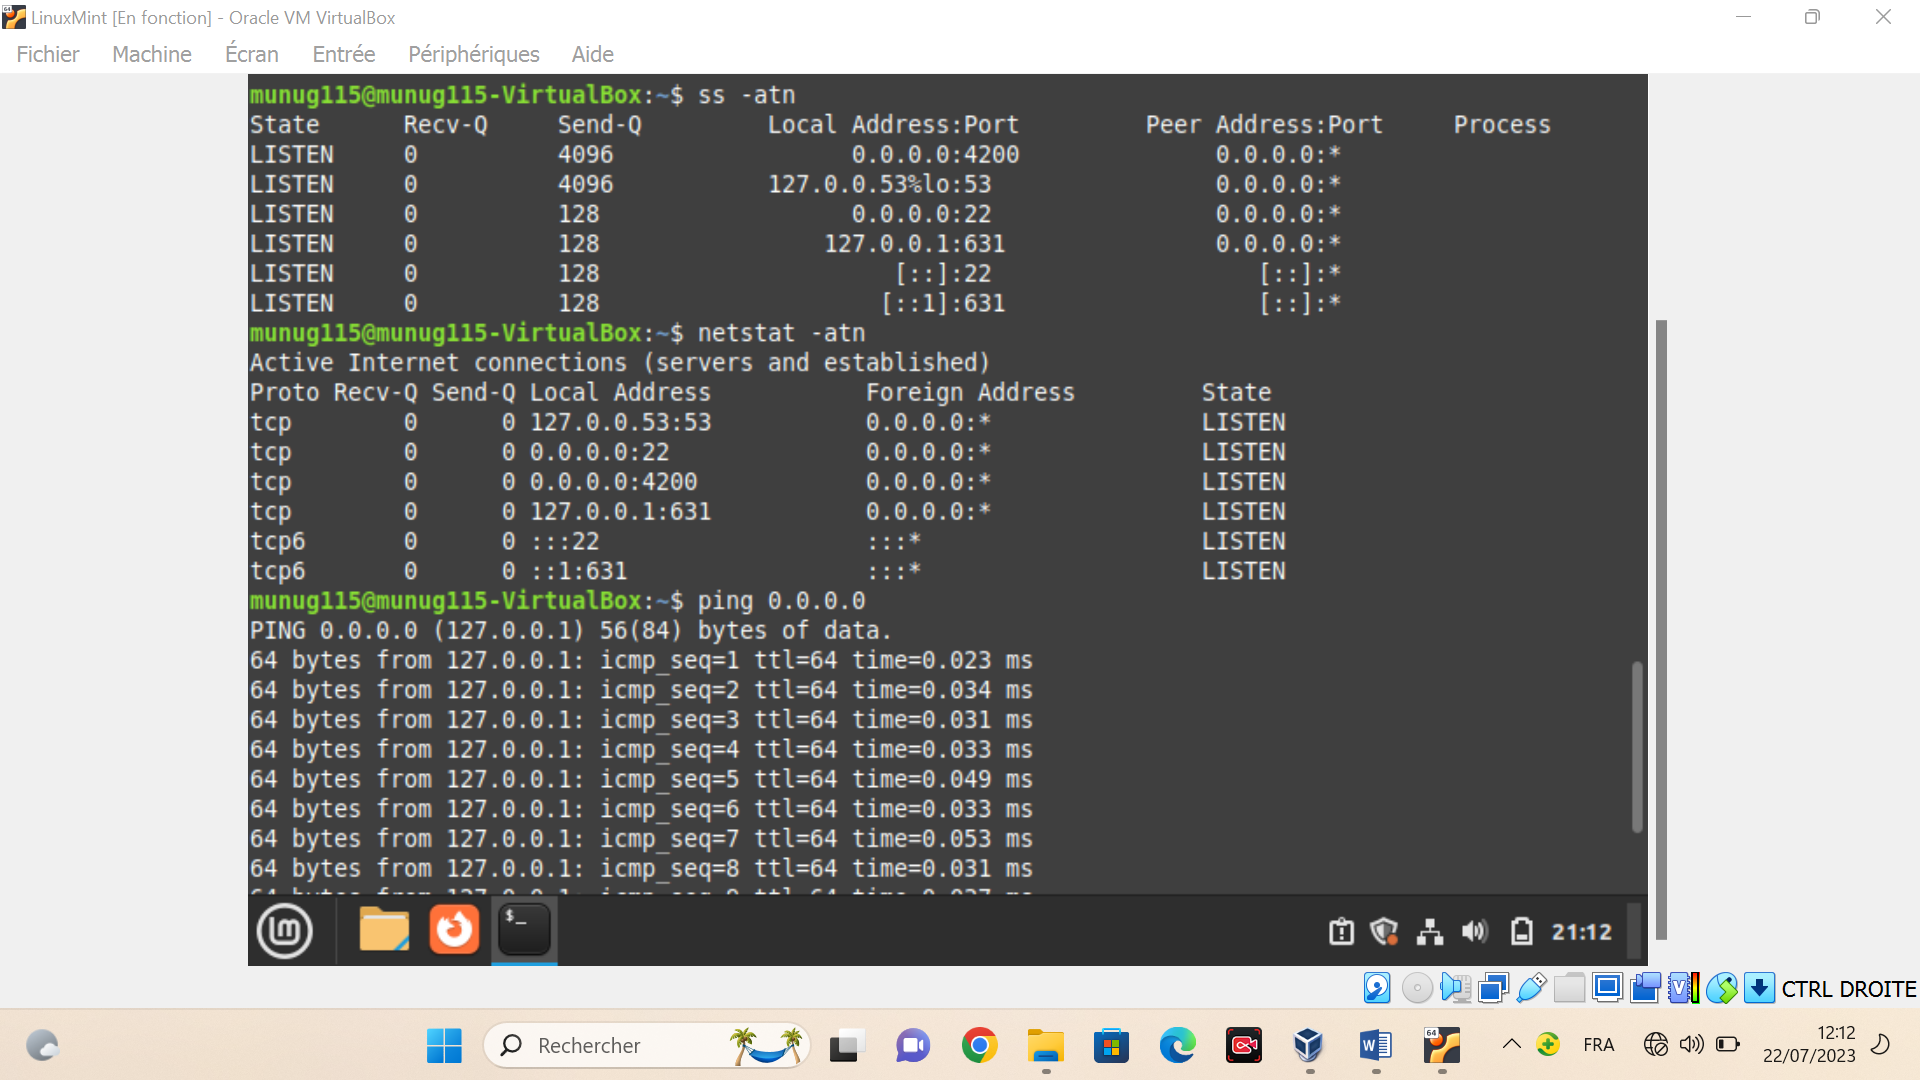 LinuxMint [En fonction] - Oracle VM VirtualBox
Fichier Machine Écran Entrée Périphériques Aide
munug115@munug115-VirtualBox:~$ ss -atn
State Recv-Q Send-Q Local Address:Port Peer Address:Port Process
LISTEN 0 4096 0.0.0.0:4200 0.0.0.0:*
LISTEN 0 4096 127.0.0.53%lo:53 0.0.0.0:*
LISTEN 0 128 0.0.0.0:22 0.0.0.0:*
LISTEN 0 128 127.0.0.1:631 0.0.0.0:*
LISTEN 0 128 [::]:22 [::]:*
LISTEN 0 128 [::1]:631 [::]:*
munug115@munug115-VirtualBox:~$ netstat -atn
Active Internet connections (servers and established)
Proto Recv-Q Send-Q Local Address Foreign Address State
tcp 0 0 127.0.0.53:53 0.0.0.0:* LISTEN
tcp 0 0 0.0.0.0:22 0.0.0.0:* LISTEN
tcp 0 0 0.0.0.0:4200 0.0.0.0:* LISTEN
tcp 0 0 127.0.0.1:631 0.0.0.0:* LISTEN
tcp6 0 0 :::22 :::* LISTEN
tcp6 0 0 ::1:631 :::* LISTEN
munug115@munug115-VirtualBox:~$ ping 0.0.0.0
PING 0.0.0.0 (127.0.0.1) 56(84) bytes of data.
64 bytes from 127.0.0.1: icmp_seq=1 ttl=64 time=0.023 ms
64 bytes from 127.0.0.1: icmp_seq=2 ttl=64 time=0.034 ms
64 bytes from 127.0.0.1: icmp_seq=3 ttl=64 time=0.031 ms
64 bytes from 127.0.0.1: icmp_seq=4 ttl=64 time=0.033 ms
64 bytes from 127.0.0.1: icmp_seq=5 ttl=64 time=0.049 ms
64 bytes from 127.0.0.1: icmp_seq=6 ttl=64 time=0.033 ms
64 bytes from 127.0.0.1: icmp_seq=7 ttl=64 time=0.053 ms
64 bytes from 127.0.0.1: icmp_seq=8 ttl=64 time=0.031 ms
21:12
CTRL DROITE
Rechercher
FRA
12:12
22/07/2023